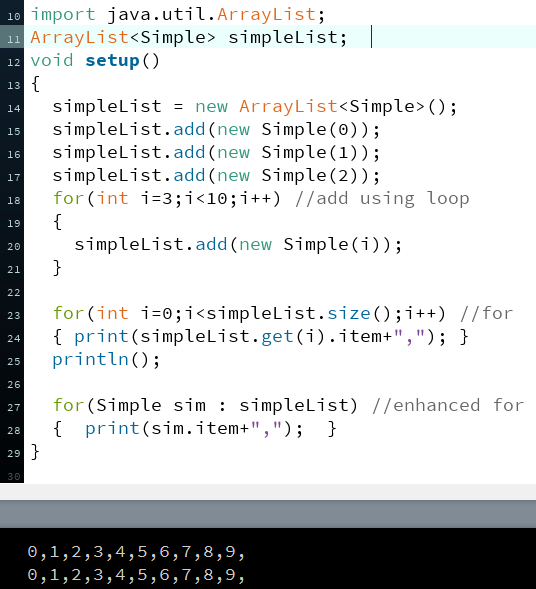 10 import java.util.ArrayList;
11 ArrayList<Simple> simpleList;
12 void setup()
13 {
14   simpleList = new ArrayList<Simple>();
15   simpleList.add(new Simple(0));
16   simpleList.add(new Simple(1));
17   simpleList.add(new Simple(2));
18   for(int i=3;i<10;i++) //add using loop
19   {
20     simpleList.add(new Simple(i));
21   }
22
23   for(int i=0;i<simpleList.size();i++) //for
24   { print(simpleList.get(i).item+","); }
25   println();
26
27   for(Simple sim : simpleList) //enhanced for
28   {  print(sim.item+",");  }
29 }
30
0,1,2,3,4,5,6,7,8,9,
0,1,2,3,4,5,6,7,8,9,